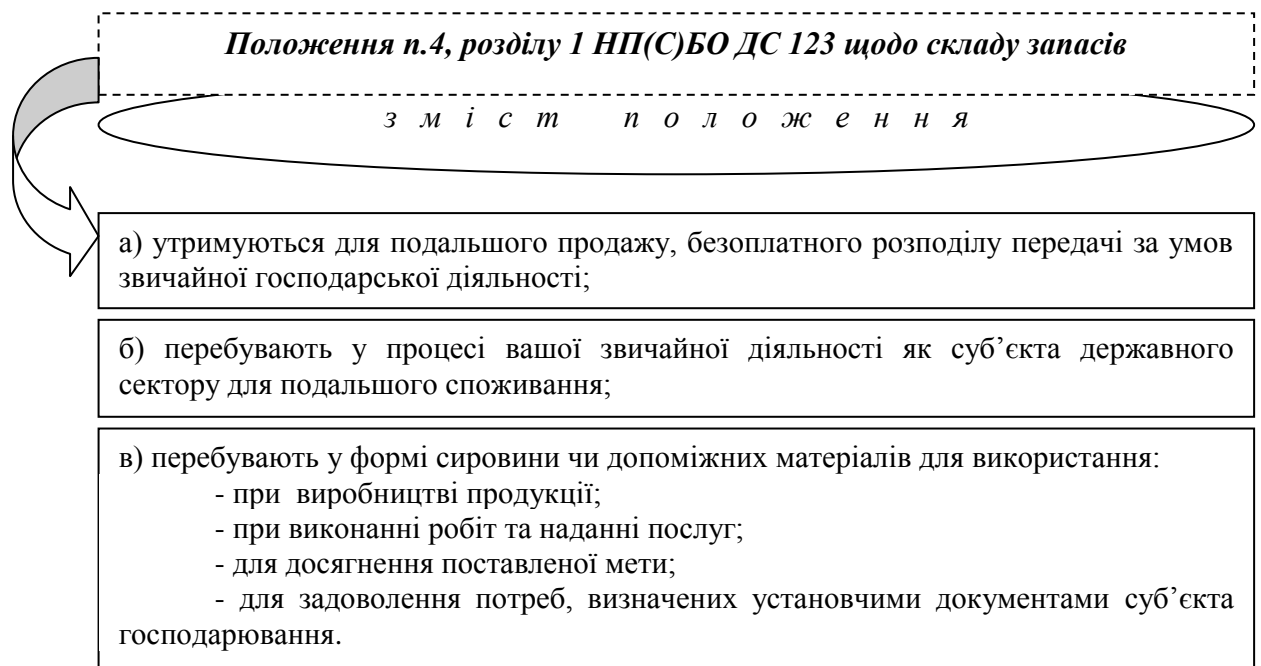 Положення п.4, розділу 1 НП(С)БО ДС 123 щодо складу запасів
з м і с т п о л о ж е н н я
а) утримуються для подальшого продажу, безоплатного розподілу передачі за умов
звичайної господарської діяльності;
б) перебувають у процесі вашої звичайної діяльності як суб’єкта державного
сектору для подальшого споживання;
в) перебувають у формі сировини чи допоміжних матеріалів для використання:
- при виробництві продукції;
- при виконанні робіт та наданні послуг;
- для досягнення поставленої мети;
- для задоволення потреб, визначених установчими документами суб’єкта
господарювання.